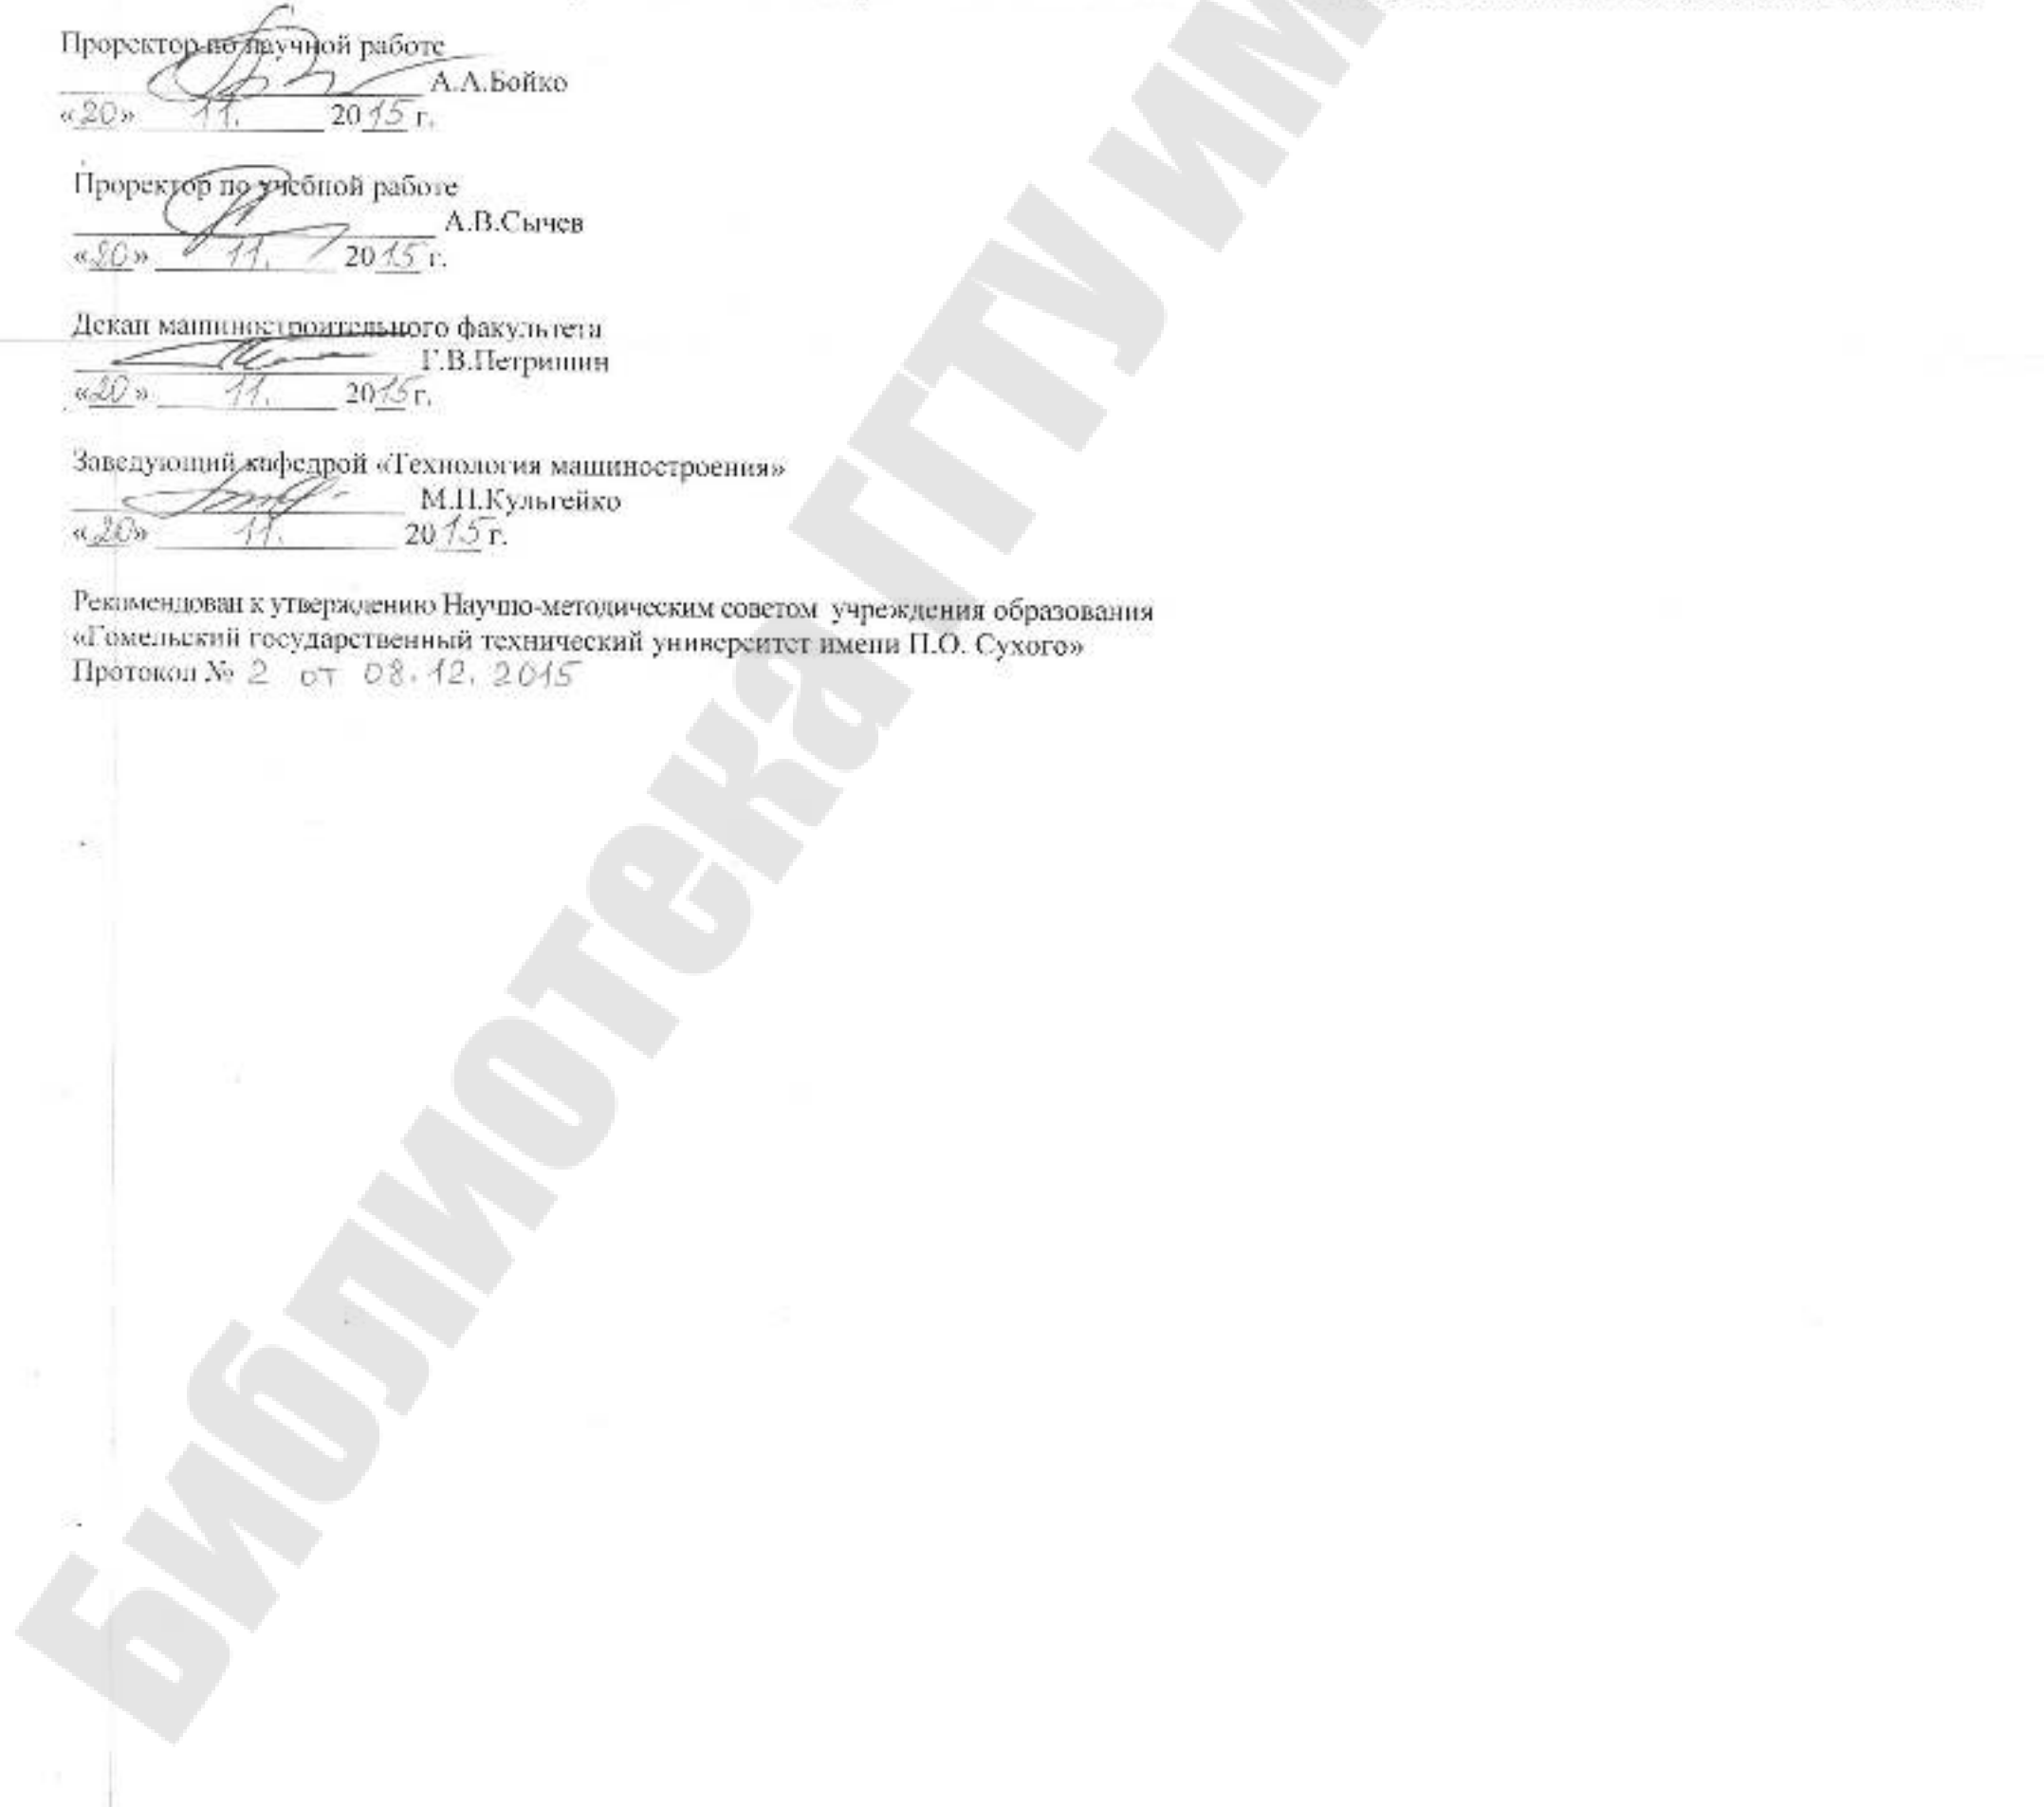 Проректор по научной работе
А.А.Бойко
«20» 11. 2015 г.
Проректор по учебной работе
А.В.Сычев
«20» 11. 2015 г.
Декан машиностроительного факультета
Г.В.Петришин
«20» 11. 2015 г.
Заведующий кафедрой «Технология машиностроения»
М.П.Кульгейко
«20» 11. 2015 г.
Рекомендован к утверждению Научно-методическим советом учреждения образования
«Гомельский государственный технический университет имени П.О. Сухого»
Протокол № 2 от 08.12.2015
Библиотека ГГТУ им